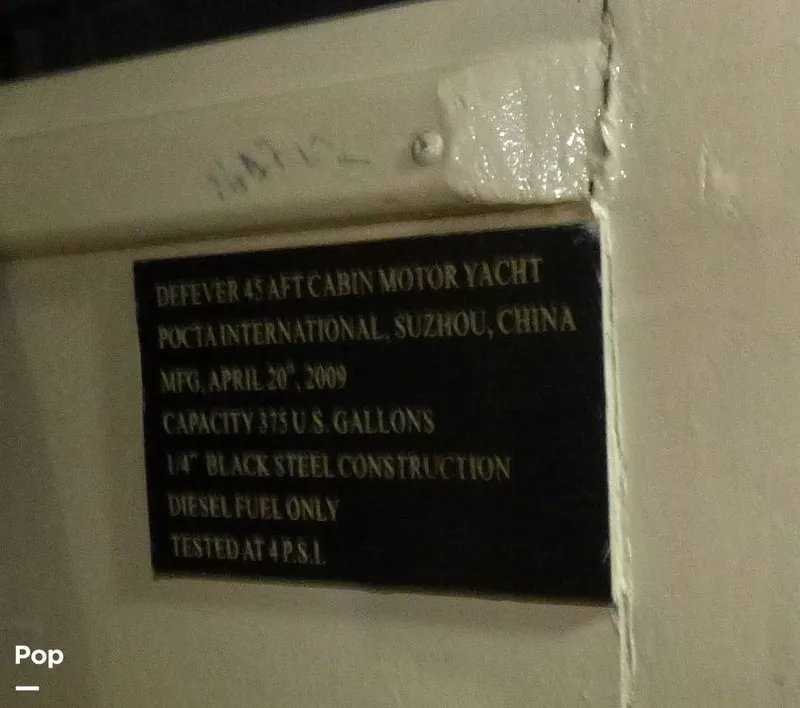 DEFEVER 45 AFT CABIN MOTOR YACHT
POCTA INTERNATIONAL, SUZHOU, CHINA
MFG. APRIL 20th, 2009
CAPACITY 375 U.S. GALLONS
1/4" BLACK STEEL CONSTRUCTION
DIESEL FUEL ONLY
TESTED AT 4 P.S.I.
Pop